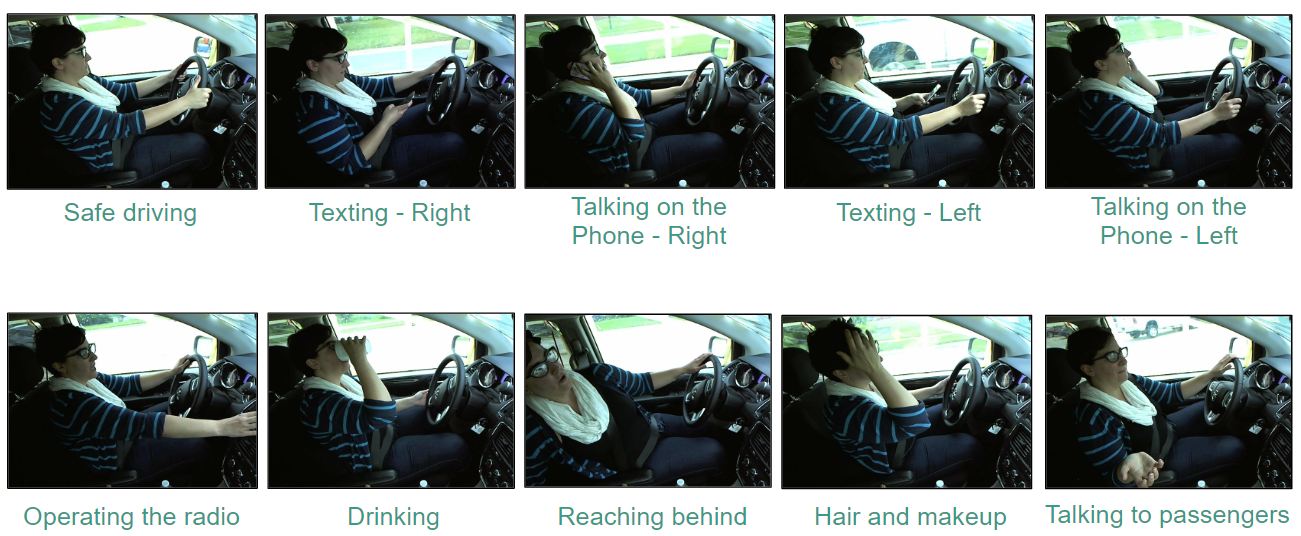 Safe driving
Texting - Right
Talking on the
Phone - Right
Texting - Left
Talking on the
Phone - Left
Operating the radio
Drinking
Reaching behind
Hair and makeup
Talking to passengers